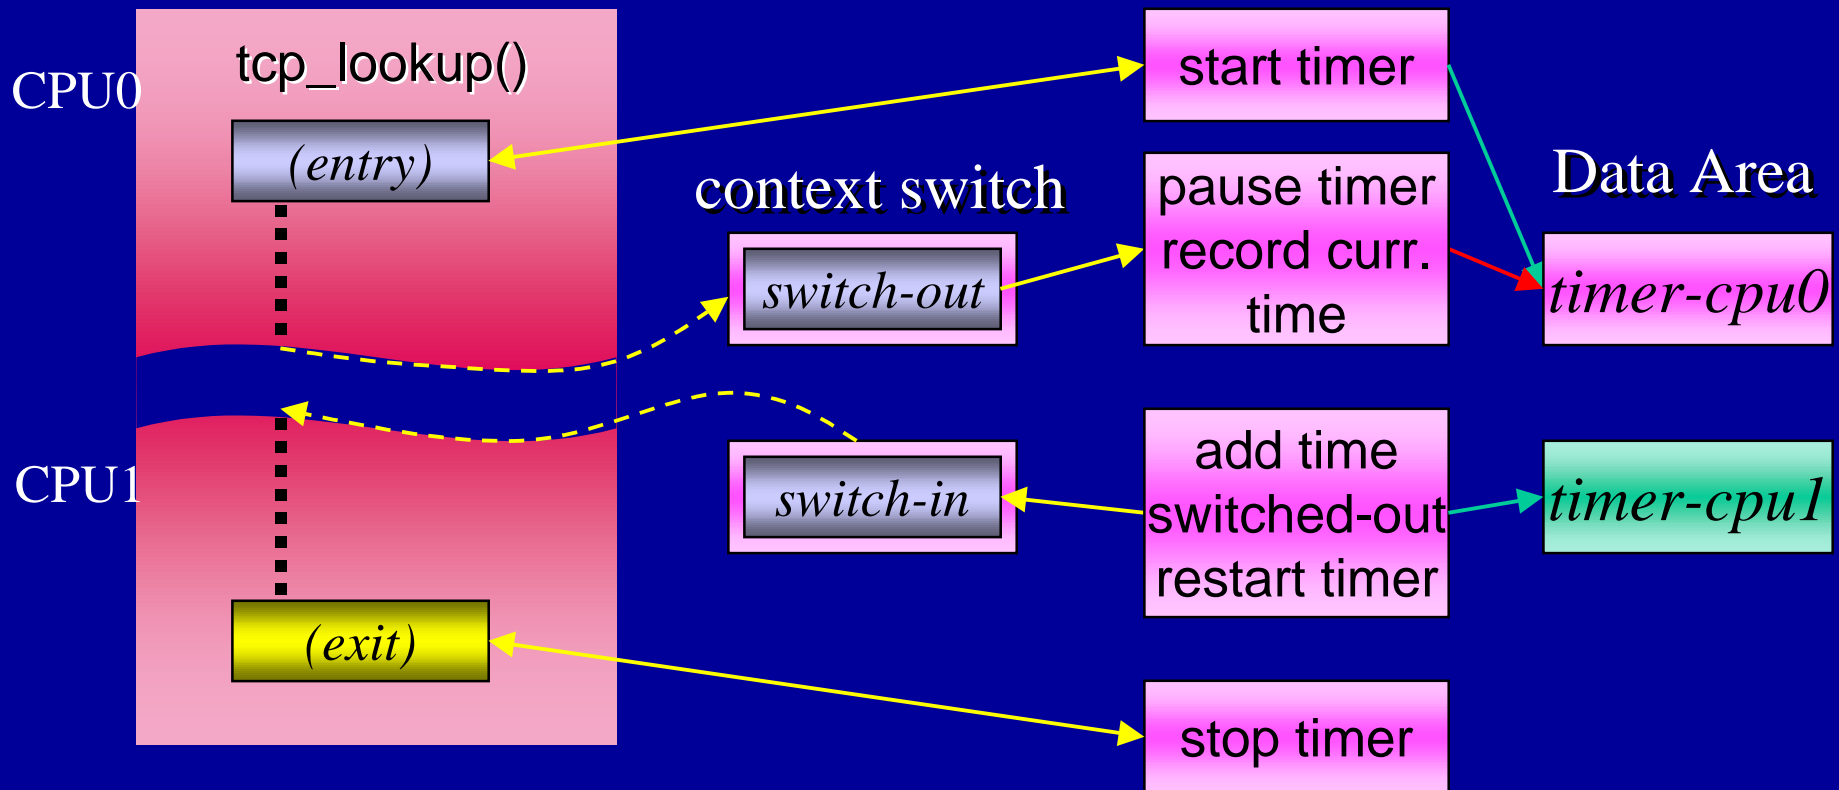 CPU0
tcp_lookup()
(entry)
start timer
context switch
switch-out
pause timer
record curr.
time
Data Area
timer-cpu0
CPU1
switch-in
add time
switched-out
restart timer
timer-cpu1
(exit)
stop timer